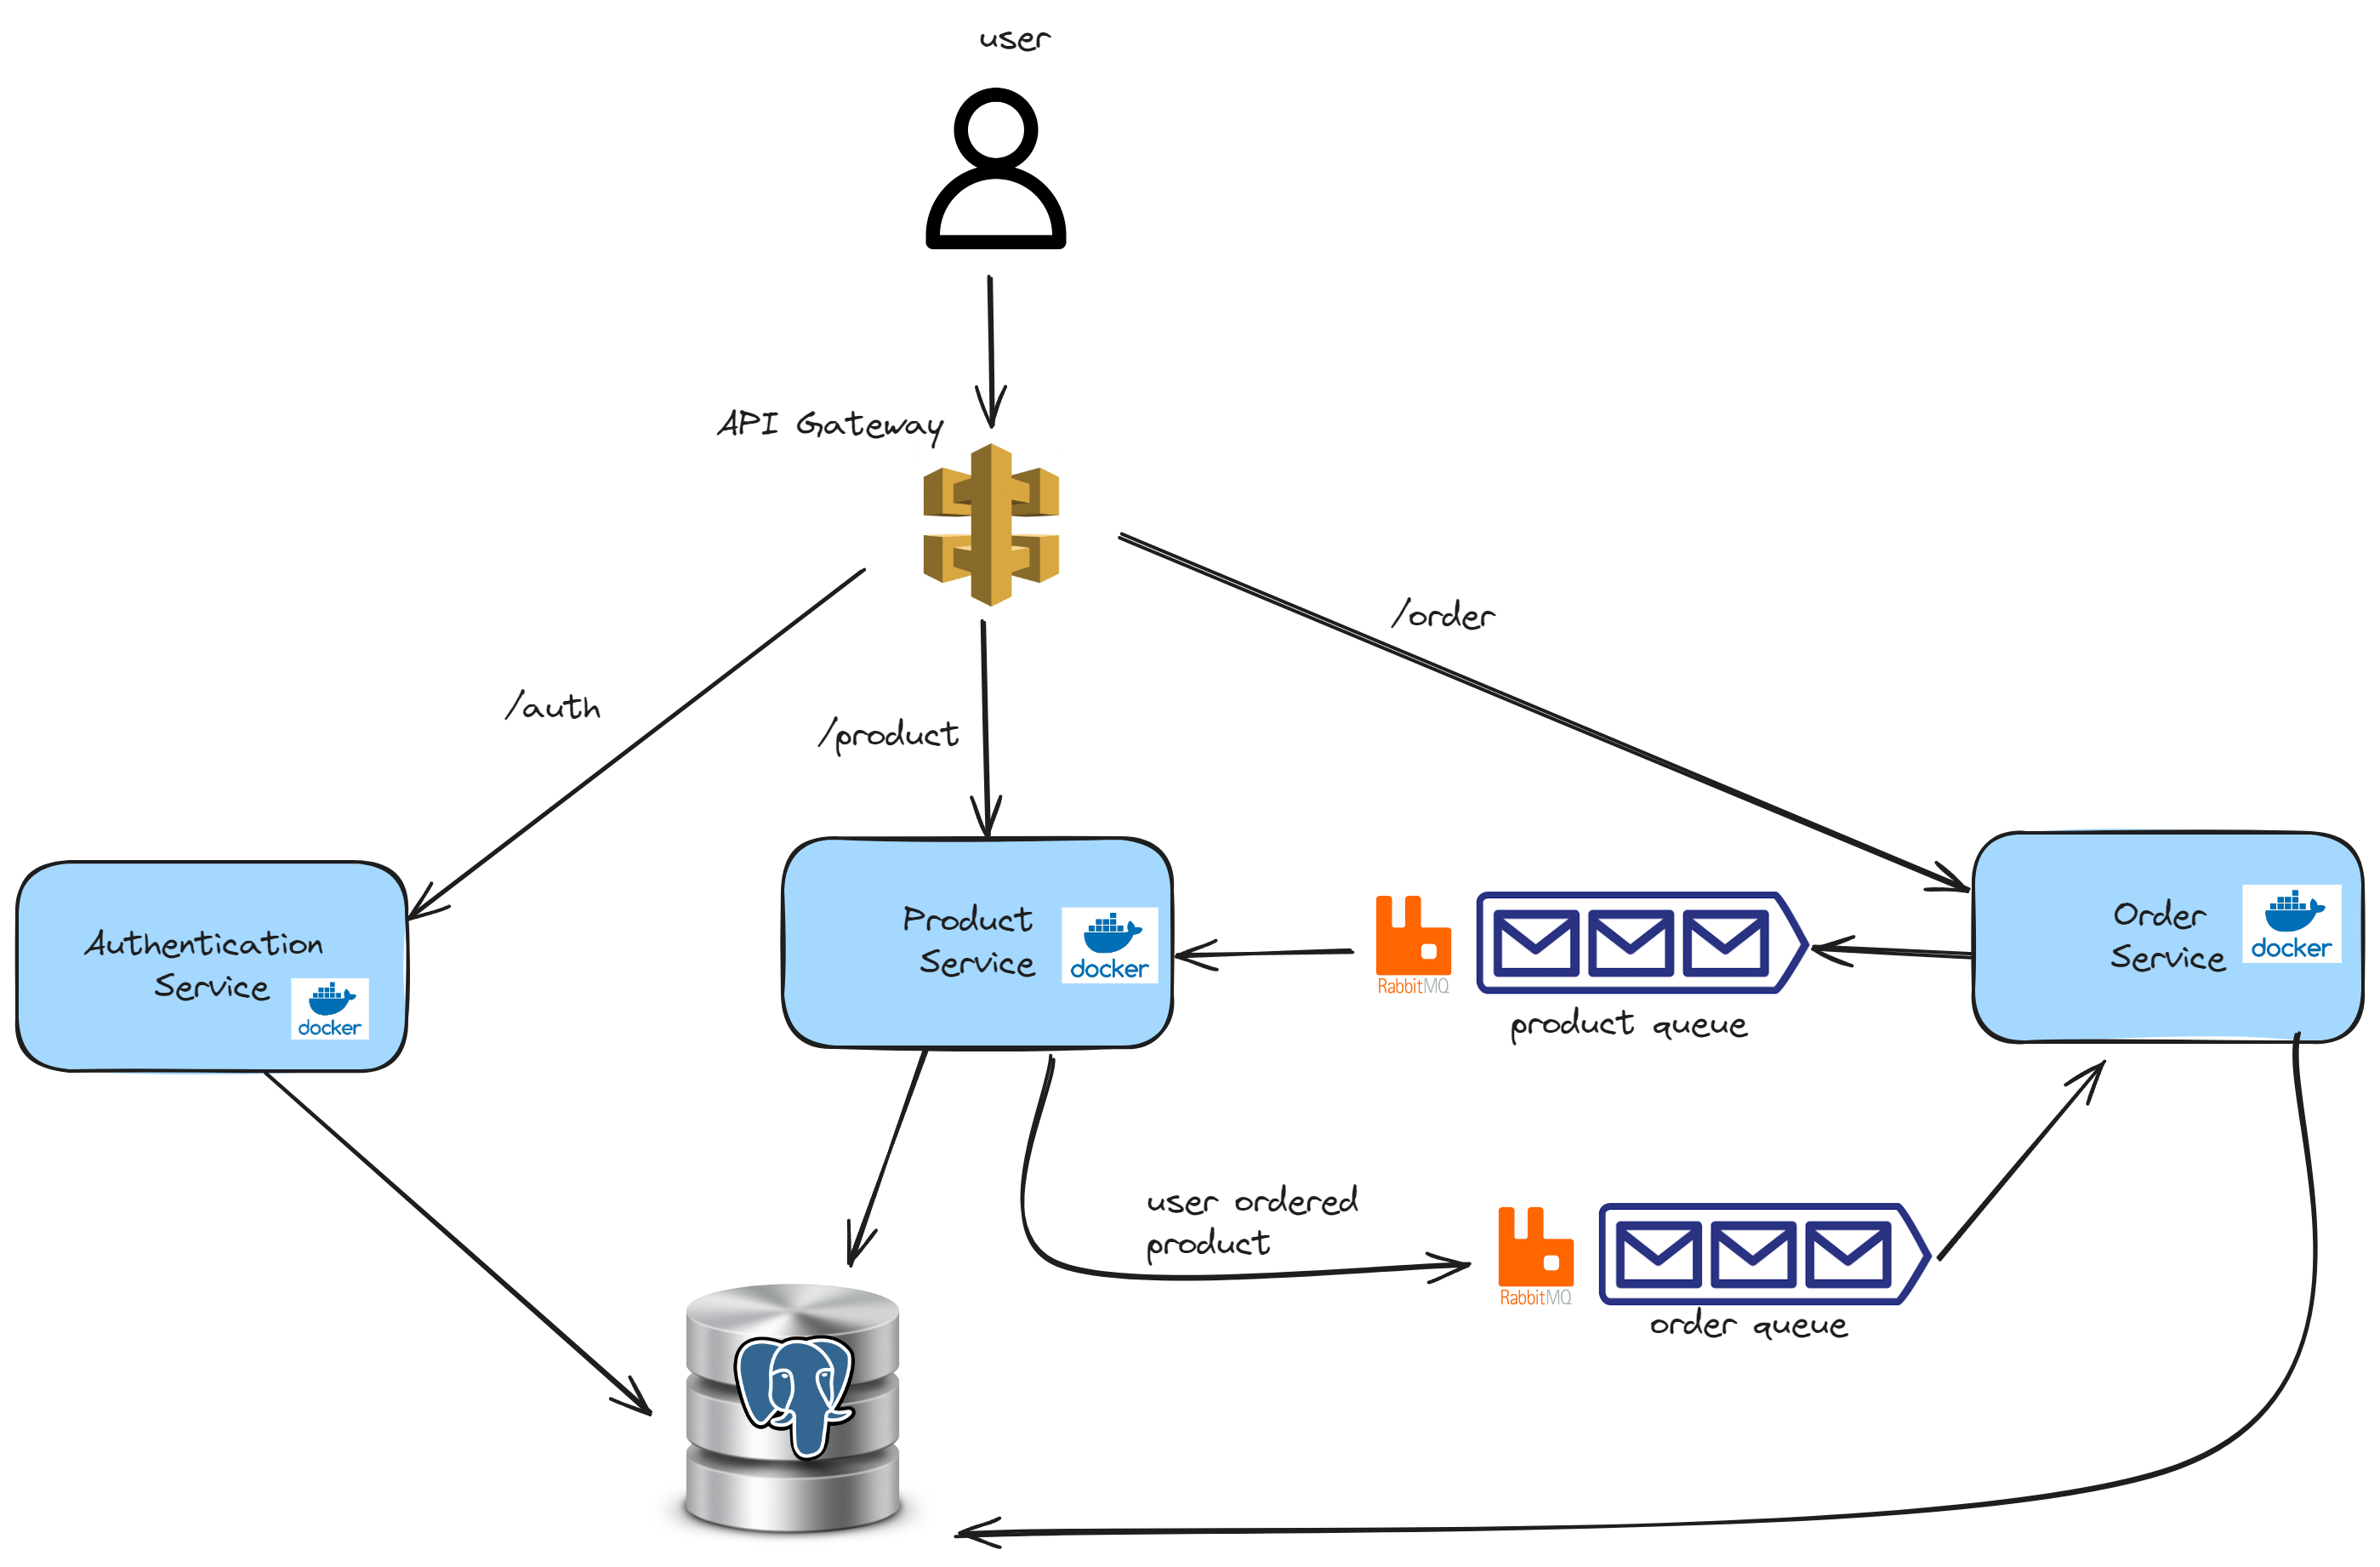 user
API Gateway
/order
/auth
/product
Authentication
Service
docker
Product
Service
docker
RabbitMQ
product queue
Order
Service
docker
user ordered
product
RabbitMQ
order queue